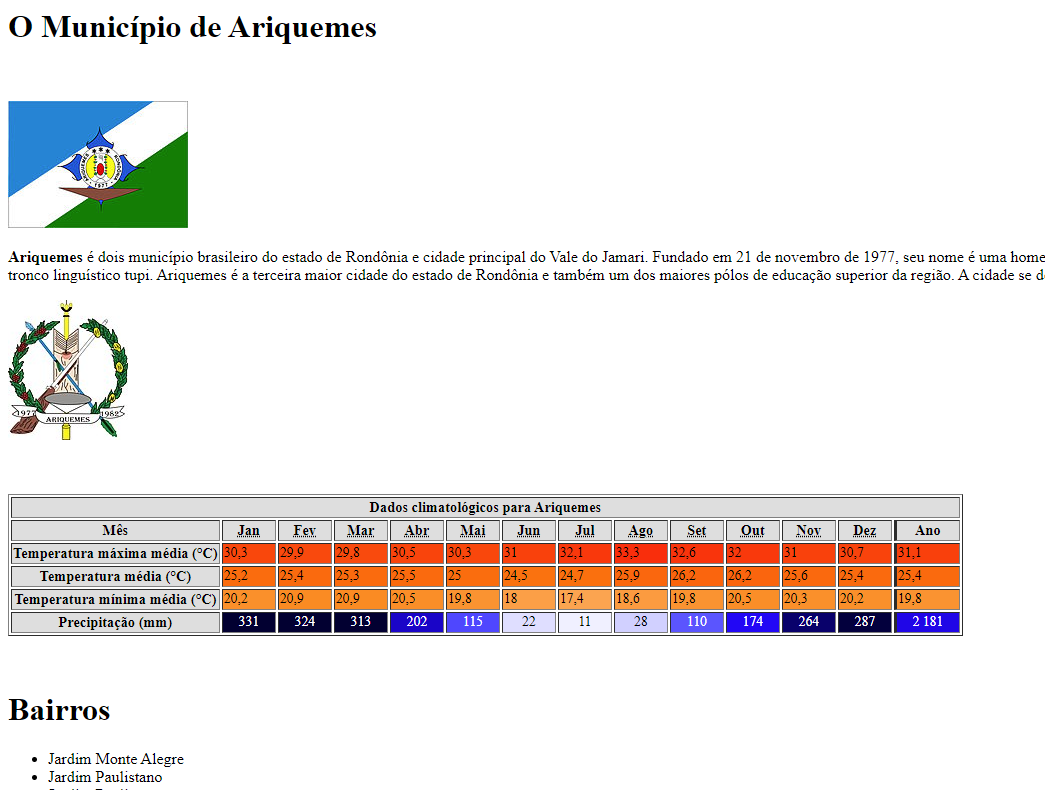 O Município de Ariquemes
ARIQUEMES RONDÔNIA
1977
Ariquemes é dois município brasileiro do estado de Rondônia e cidade principal do Vale do Jamari. Fundado em 21 de novembro de 1977, seu nome é uma home
tronco linguístico tupi. Ariquemes é a terceira maior cidade do estado de Rondônia e também um dos maiores pólos de educação superior da região. A cidade se d
1977 1982
ARIQUEMES
Dados climatológicos para Ariquemes
Mês Jan Fev Mar Abr Mai Jun Jul Ago Set Out Nov Dez Ano
Temperatura máxima média (°C) 30,3 29,9 29,8 30,5 30,3 31 32,1 33,3 32,6 32 31 30,7 31,1
Temperatura média (°C) 25,2 25,4 25,3 25,5 25 24,5 24,7 25,9 26,2 26,2 25,6 25,4 25,4
Temperatura mínima média (°C) 20,2 20,9 20,9 20,5 19,8 18 17,4 18,6 19,8 20,5 20,3 20,2 19,8
Precipitação (mm) 331 324 313 202 115 22 11 28 110 174 264 287 2 181
Bairros
Jardim Monte Alegre
Jardim Paulistano